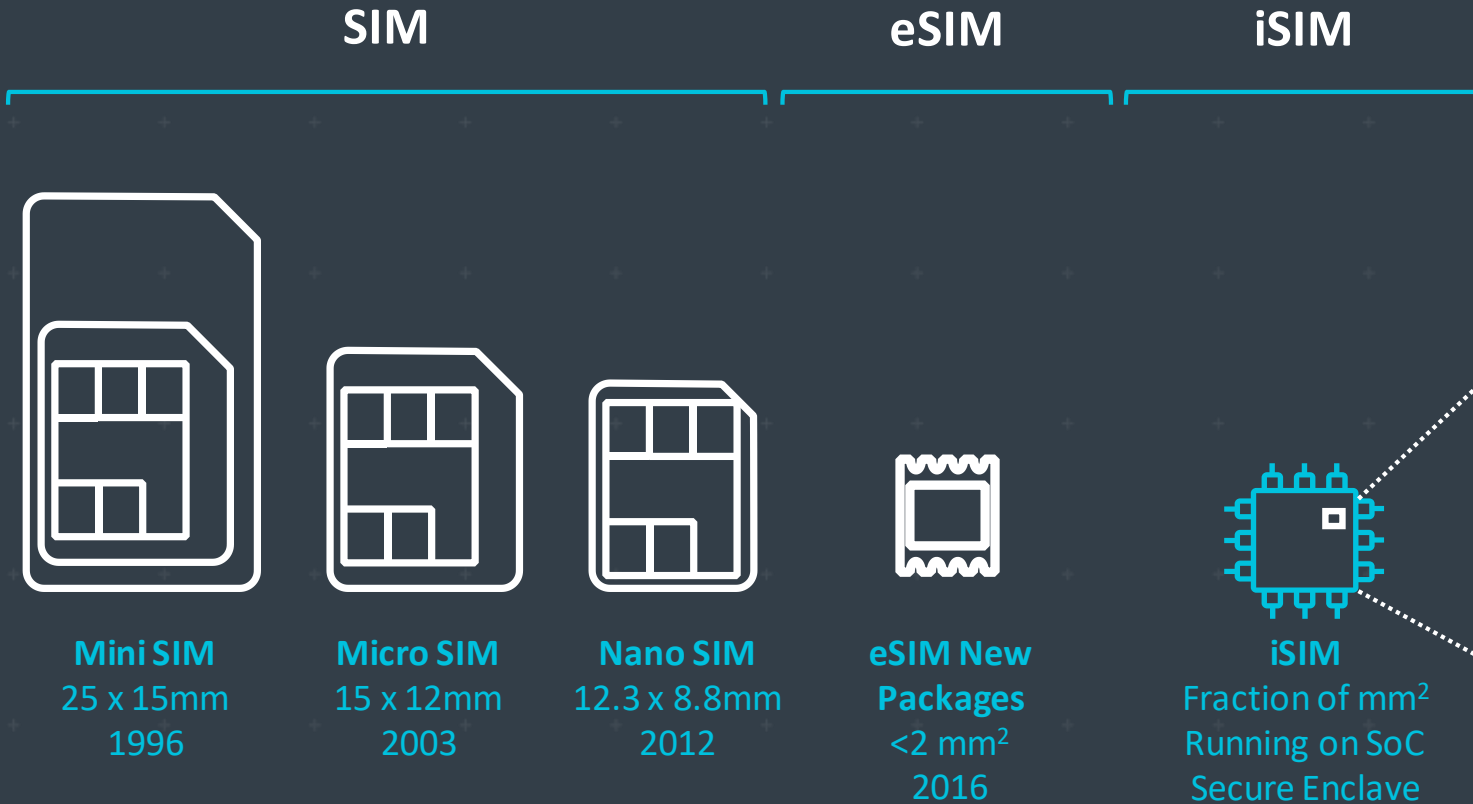 SIM
eSIM
iSIM
Mini SIM
25 x 15mm
1996
Micro SIM
15 x 12mm
2003
Nano SIM
12.3 x 8.8mm
2012
eSIM New
Packages
<2 mm²
2016
iSIM
Fraction of mm²
Running on SoC
Secure Enclave